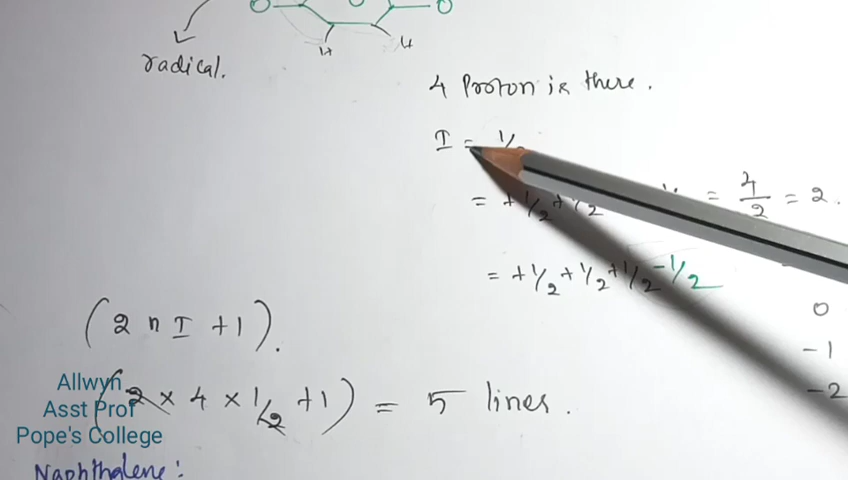 O O
H H
radical.
4 Proton is there.
I = 1/
= +1/2 + 1/2 = 4/2 = 2.
= +1/2 +1/2 +1/2 -1/2
0
-1
-2
(2 n I +1).
(2 × 4 × 1/2 +1) = 5 lines.
Allwyn
Asst Prof
Pope's College
Naphthalene: